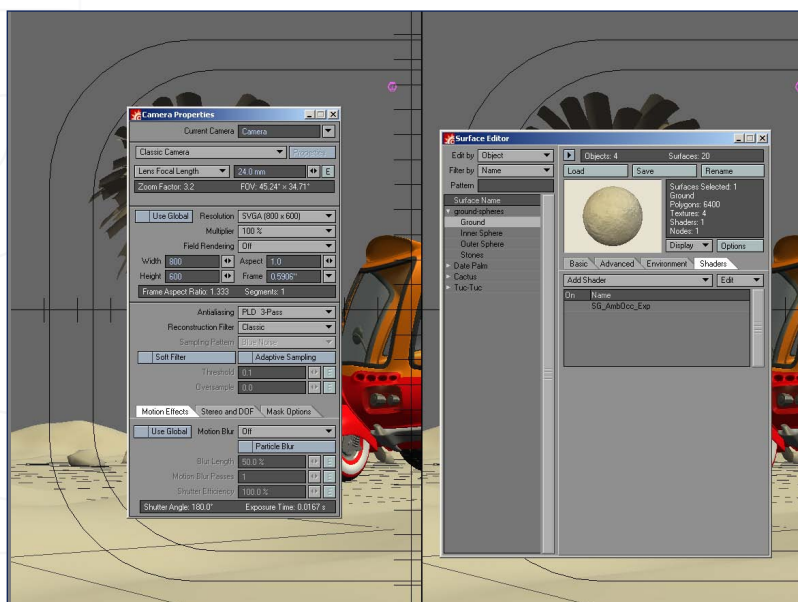 Camera Properties
Current Camera Camera
Classic Camera Properties
Lens Focal Length 24.0 mm E
Zoom Factor: 3.2 FOV: 45.24° × 34.71°
Use Global Resolution SVGA (800 x 600)
Multiplier 100 %
Field Rendering Off
Width 800 Aspect 1.0
Height 600 Frame 0.5906"
Frame Aspect Ratio: 1.333 Segments: 1
Antialiasing PLD 3-Pass
Reconstruction Filter Classic
Sampling Pattern Blue Noise
Soft Filter Adaptive Sampling
Threshold 0.1 E
Oversample 0.0 E
Motion Effects Stereo and DOF Mask Options
Use Global Motion Blur Off
Particle Blur
Blur Length 50.0 % E
Motion Blur Passes 1 E
Shutter Efficiency 100.0 % E
Shutter Angle: 180.0° Exposure Time: 0.0167 s
Surface Editor
Edit by Object
Filter by Name
Pattern
Surface Name
ground-spheres
Ground
Inner Sphere
Outer Sphere
Stones
Date Palm
Cactus
Tuc-Tuc
Objects: 4 Surfaces: 20
Load Save Rename
Surfaces Selected: 1
Ground
Polygons: 6400
Textures: 4
Shaders: 1
Nodes: 1
Display Options
Basic Advanced Environment Shaders
Add Shader Edit
On Name
SG_AmbOcc_Exp